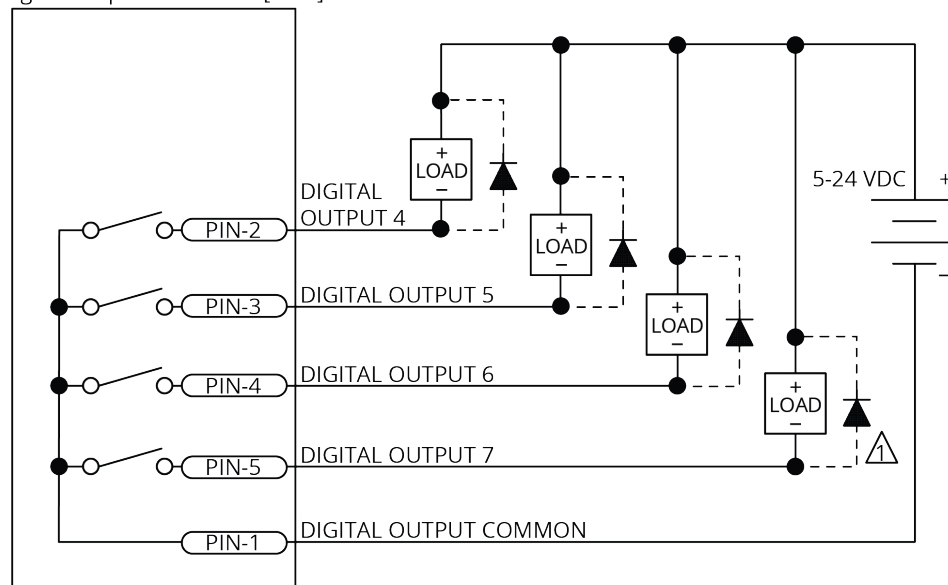 DIGITAL
OUTPUT 4
PIN-2
+
LOAD
−
5-24 VDC
+
+
LOAD
−
DIGITAL OUTPUT 5
PIN-3
−
+
LOAD
−
DIGITAL OUTPUT 6
PIN-4
+
LOAD
−
1
DIGITAL OUTPUT 7
PIN-5
DIGITAL OUTPUT COMMON
PIN-1